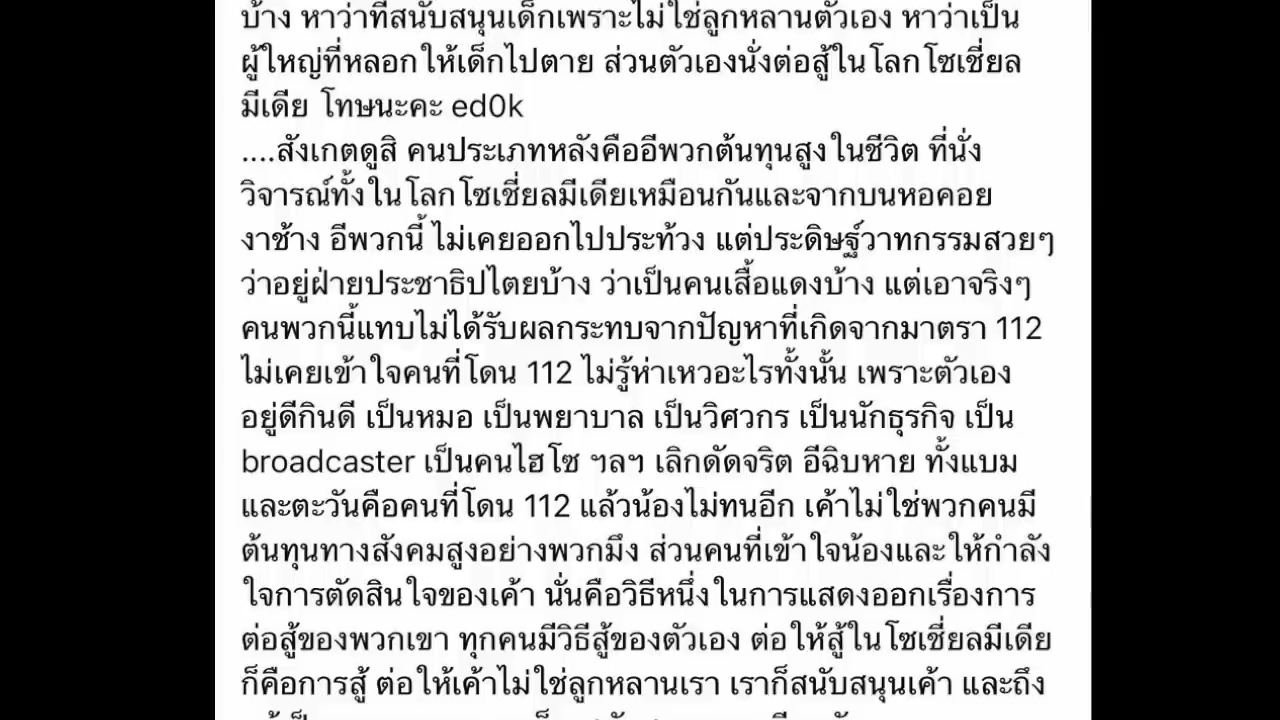 บ้าง หาว่าที่สนับสนุนเด็กเพราะไม่ใช่ลูกหลานตัวเอง หาว่าเป็น
ผู้ใหญ่ที่หลอกให้เด็กไปตาย ส่วนตัวเองนั่งต่อสู้ในโลกโซเชี่ยล
มีเดีย โทษนะคะ ed0k
....สังเกตดูสิ คนประเภทหลังคืออีพวกต้นทุนสูงในชีวิต ที่นั่ง
วิจารณ์ทั้งในโลกโซเชี่ยลมีเดียเหมือนกันและจากบนหอคอย
งาช้าง อีพวกนี้ ไม่เคยออกไปประท้วง แต่ประดิษฐ์วาทกรรมสวยๆ
ว่าอยู่ฝ่ายประชาธิปไตยบ้าง ว่าเป็นคนเสื้อแดงบ้าง แต่เอาจริงๆ
คนพวกนี้แทบไม่ได้รับผลกระทบจากปัญหาที่เกิดจากมาตรา 112
ไม่เคยเข้าใจคนที่โดน 112 ไม่รู้ห่าเหวอะไรทั้งนั้น เพราะตัวเอง
อยู่ดีกินดี เป็นหมอ เป็นพยาบาล เป็นวิศวกร เป็นนักธุรกิจ เป็น
broadcaster เป็นคนไฮโซ ฯลฯ เลิกดัดจริต อีฉิบหาย ทั้งแบม
และตะวันคือคนที่โดน 112 แล้วน้องไม่ทนอีก เค้าไม่ใช่พวกคนมี
ต้นทุนทางสังคมสูงอย่างพวกมึง ส่วนคนที่เข้าใจน้องและให้กำลัง
ใจการตัดสินใจของเค้า นั่นคือวิธีหนึ่งในการแสดงออกเรื่องการ
ต่อสู้ของพวกเขา ทุกคนมีวิธีสู้ของตัวเอง ต่อให้สู้ในโซเชี่ยลมีเดีย
ก็คือการสู้ ต่อให้เค้าไม่ใช่ลูกหลานเรา เราก็สนับสนุนเค้า และถึง